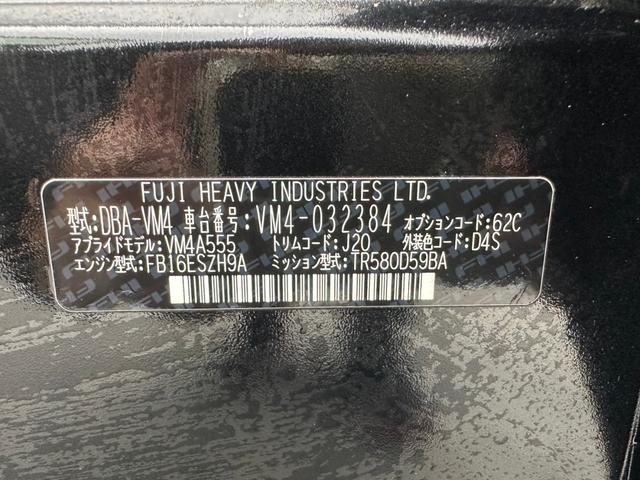 FUJI HEAVY INDUSTRIES LTD.
型式:DBA-VM4 車台番号:VM4-032384 オプションコード:62C
アプライドモデル:VM4A555 トリムコード:J20 外装色コード:D4S
エンジン型式:FB16ESZH9A ミッション型式:TR580D59BA